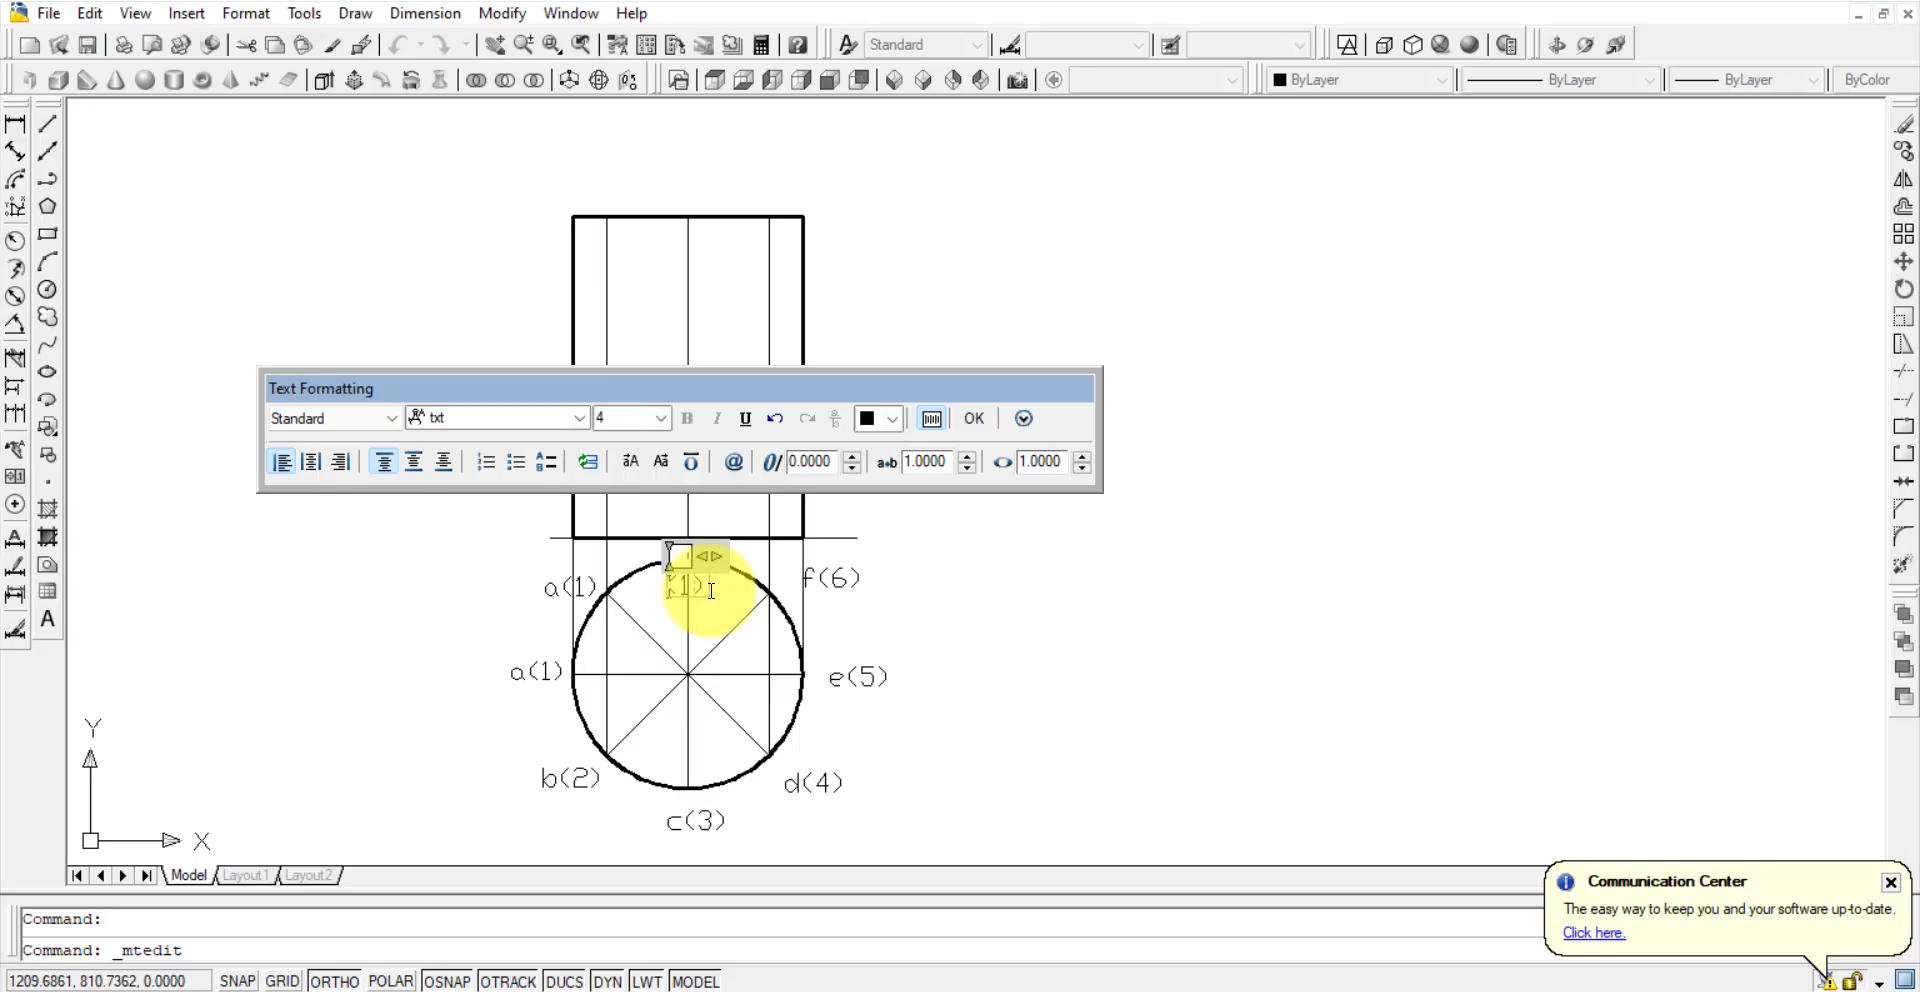 File Edit View Insert Format Tools Draw Dimension Modify Window Help
Standard
ByLayer ByLayer ByLayer ByColor
Text Formatting
Standard txt 4 B I U OK
@ 0/ 0.0000 a•b 1.0000 1.0000
a(1) f(6)
a(1) e(5)
b(2) d(4)
c(3)
Y
X
Model Layout1 Layout2
Command:
Command: _mtedit
1209.6861, 810.7362, 0.0000 SNAP GRID ORTHO POLAR OSNAP OTRACK DUCS DYN LWT MODEL
Communication Center
The easy way to keep you and your software up-to-date.
Click here.